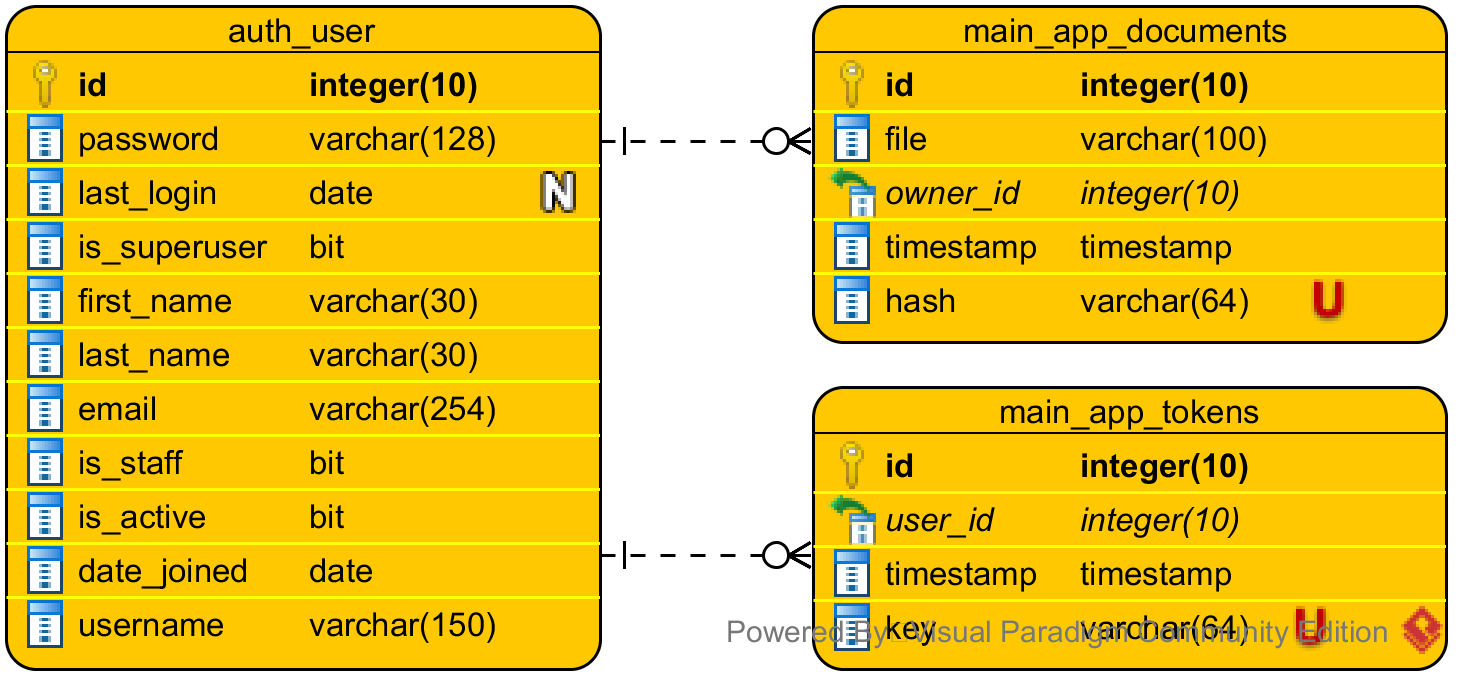 auth_user
id integer(10)
password varchar(128)
last_login date N
is_superuser bit
first_name varchar(30)
last_name varchar(30)
email varchar(254)
is_staff bit
is_active bit
date_joined date
username varchar(150)
main_app_documents
id integer(10)
file varchar(100)
owner_id integer(10)
timestamp timestamp
hash varchar(64) U
main_app_tokens
id integer(10)
user_id integer(10)
timestamp timestamp
key varchar(64) U
Powered By Visual Paradigm Community Edition